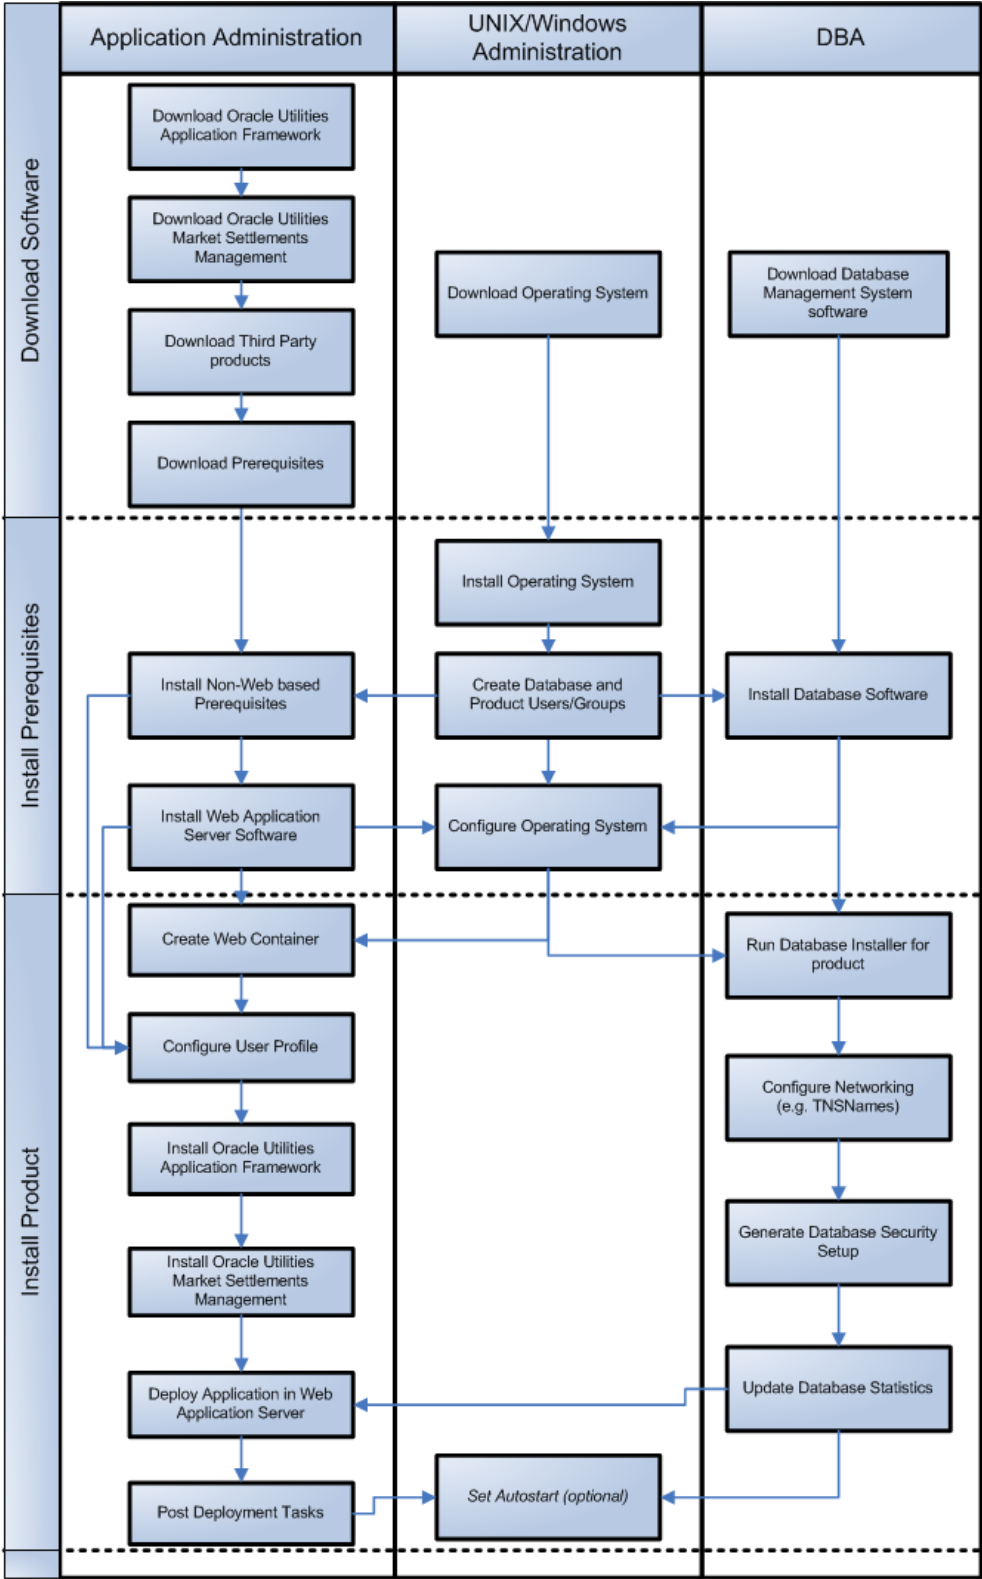 Application Administration
UNIX/Windows
Administration
DBA
Download Software
Download Oracle Utilities
Application Framework
Download Oracle Utilities
Market Settlements
Management
Download Third Party
products
Download Prerequisites
Download Operating System
Download Database
Management System
software
Install Prerequisites
Install Operating System
Install Non-Web based
Prerequisites
Create Database and
Product Users/Groups
Install Database Software
Install Web Application
Server Software
Configure Operating System
Install Product
Create Web Container
Run Database Installer for
product
Configure User Profile
Configure Networking
(e.g. TNSNames)
Install Oracle Utilities
Application Framework
Generate Database Security
Setup
Install Oracle Utilities
Market Settlements
Management
Deploy Application in Web
Application Server
Update Database Statistics
Post Deployment Tasks
Set Autostart (optional)